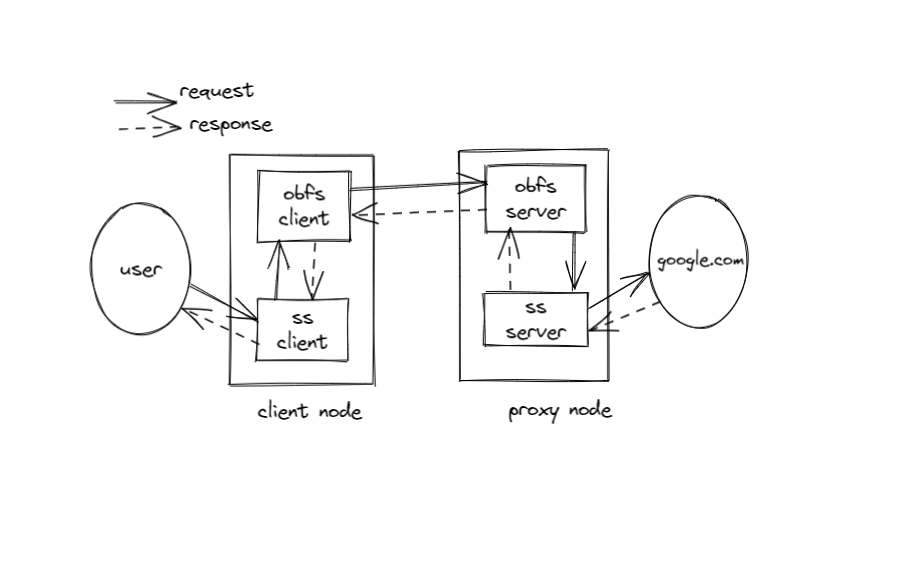 request
response
obfs
client
obfs
server
user
google.com
ss
client
ss
server
client node
proxy node